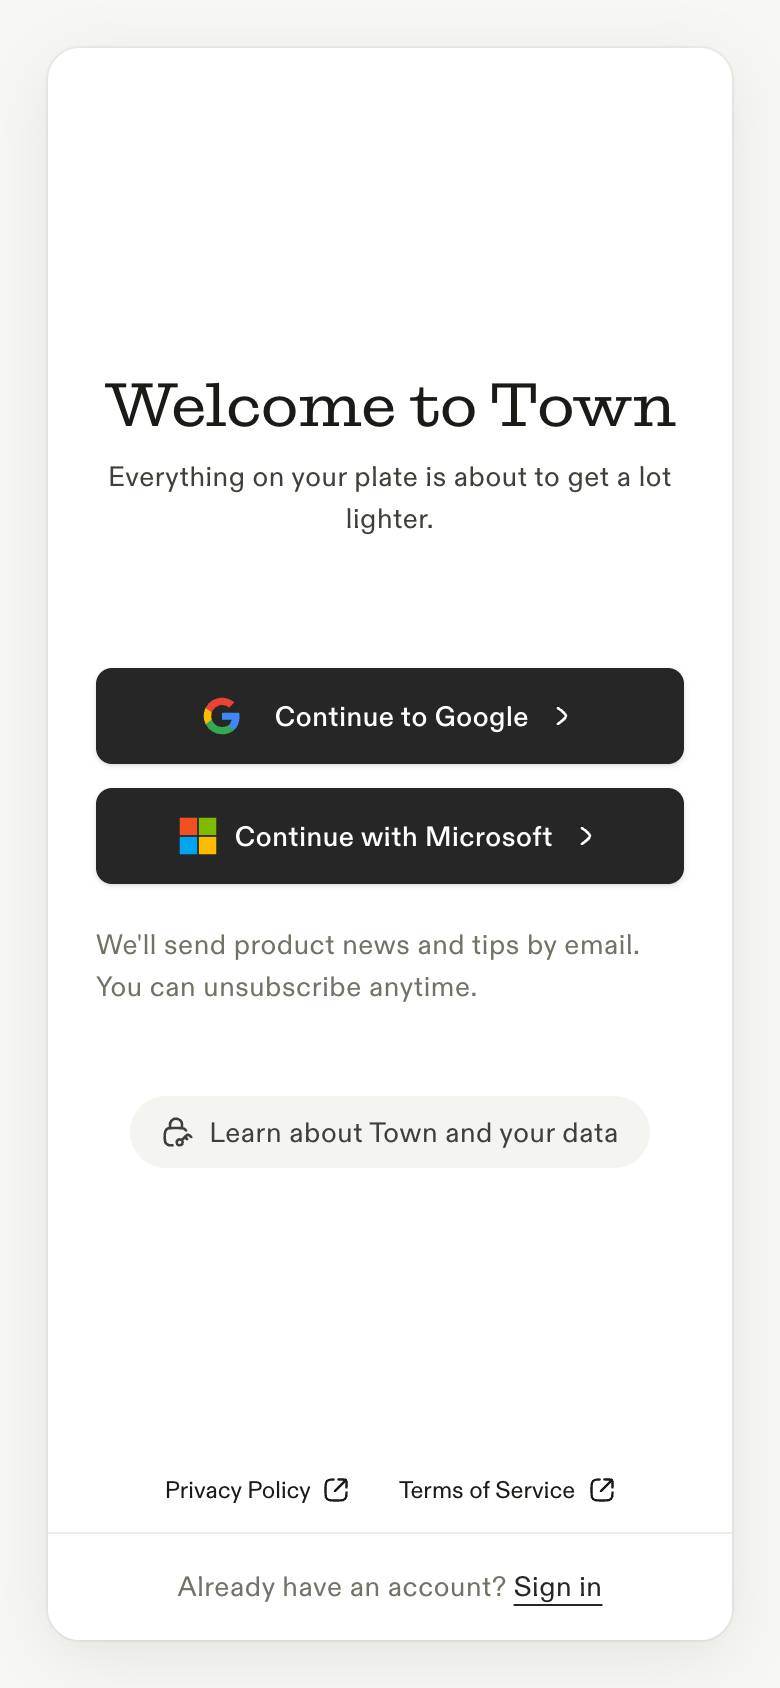 Welcome to Town
Everything on your plate is about to get a lot
lighter.
Continue to Google
Continue with Microsoft
We'll send product news and tips by email.
You can unsubscribe anytime.
Learn about Town and your data
Privacy Policy Terms of Service
Already have an account? Sign in